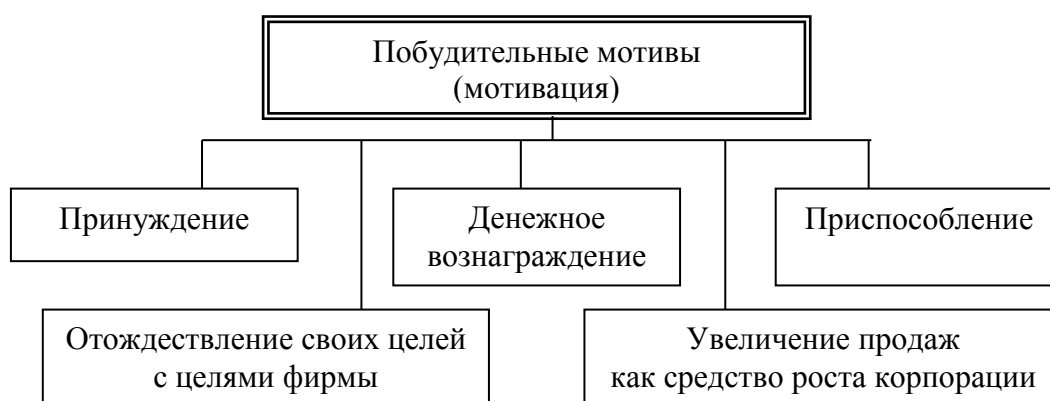 Побудительные мотивы
(мотивация)
Принуждение
Денежное
вознаграждение
Приспособление
Отождествление своих целей
с целями фирмы
Увеличение продаж
как средство роста корпорации